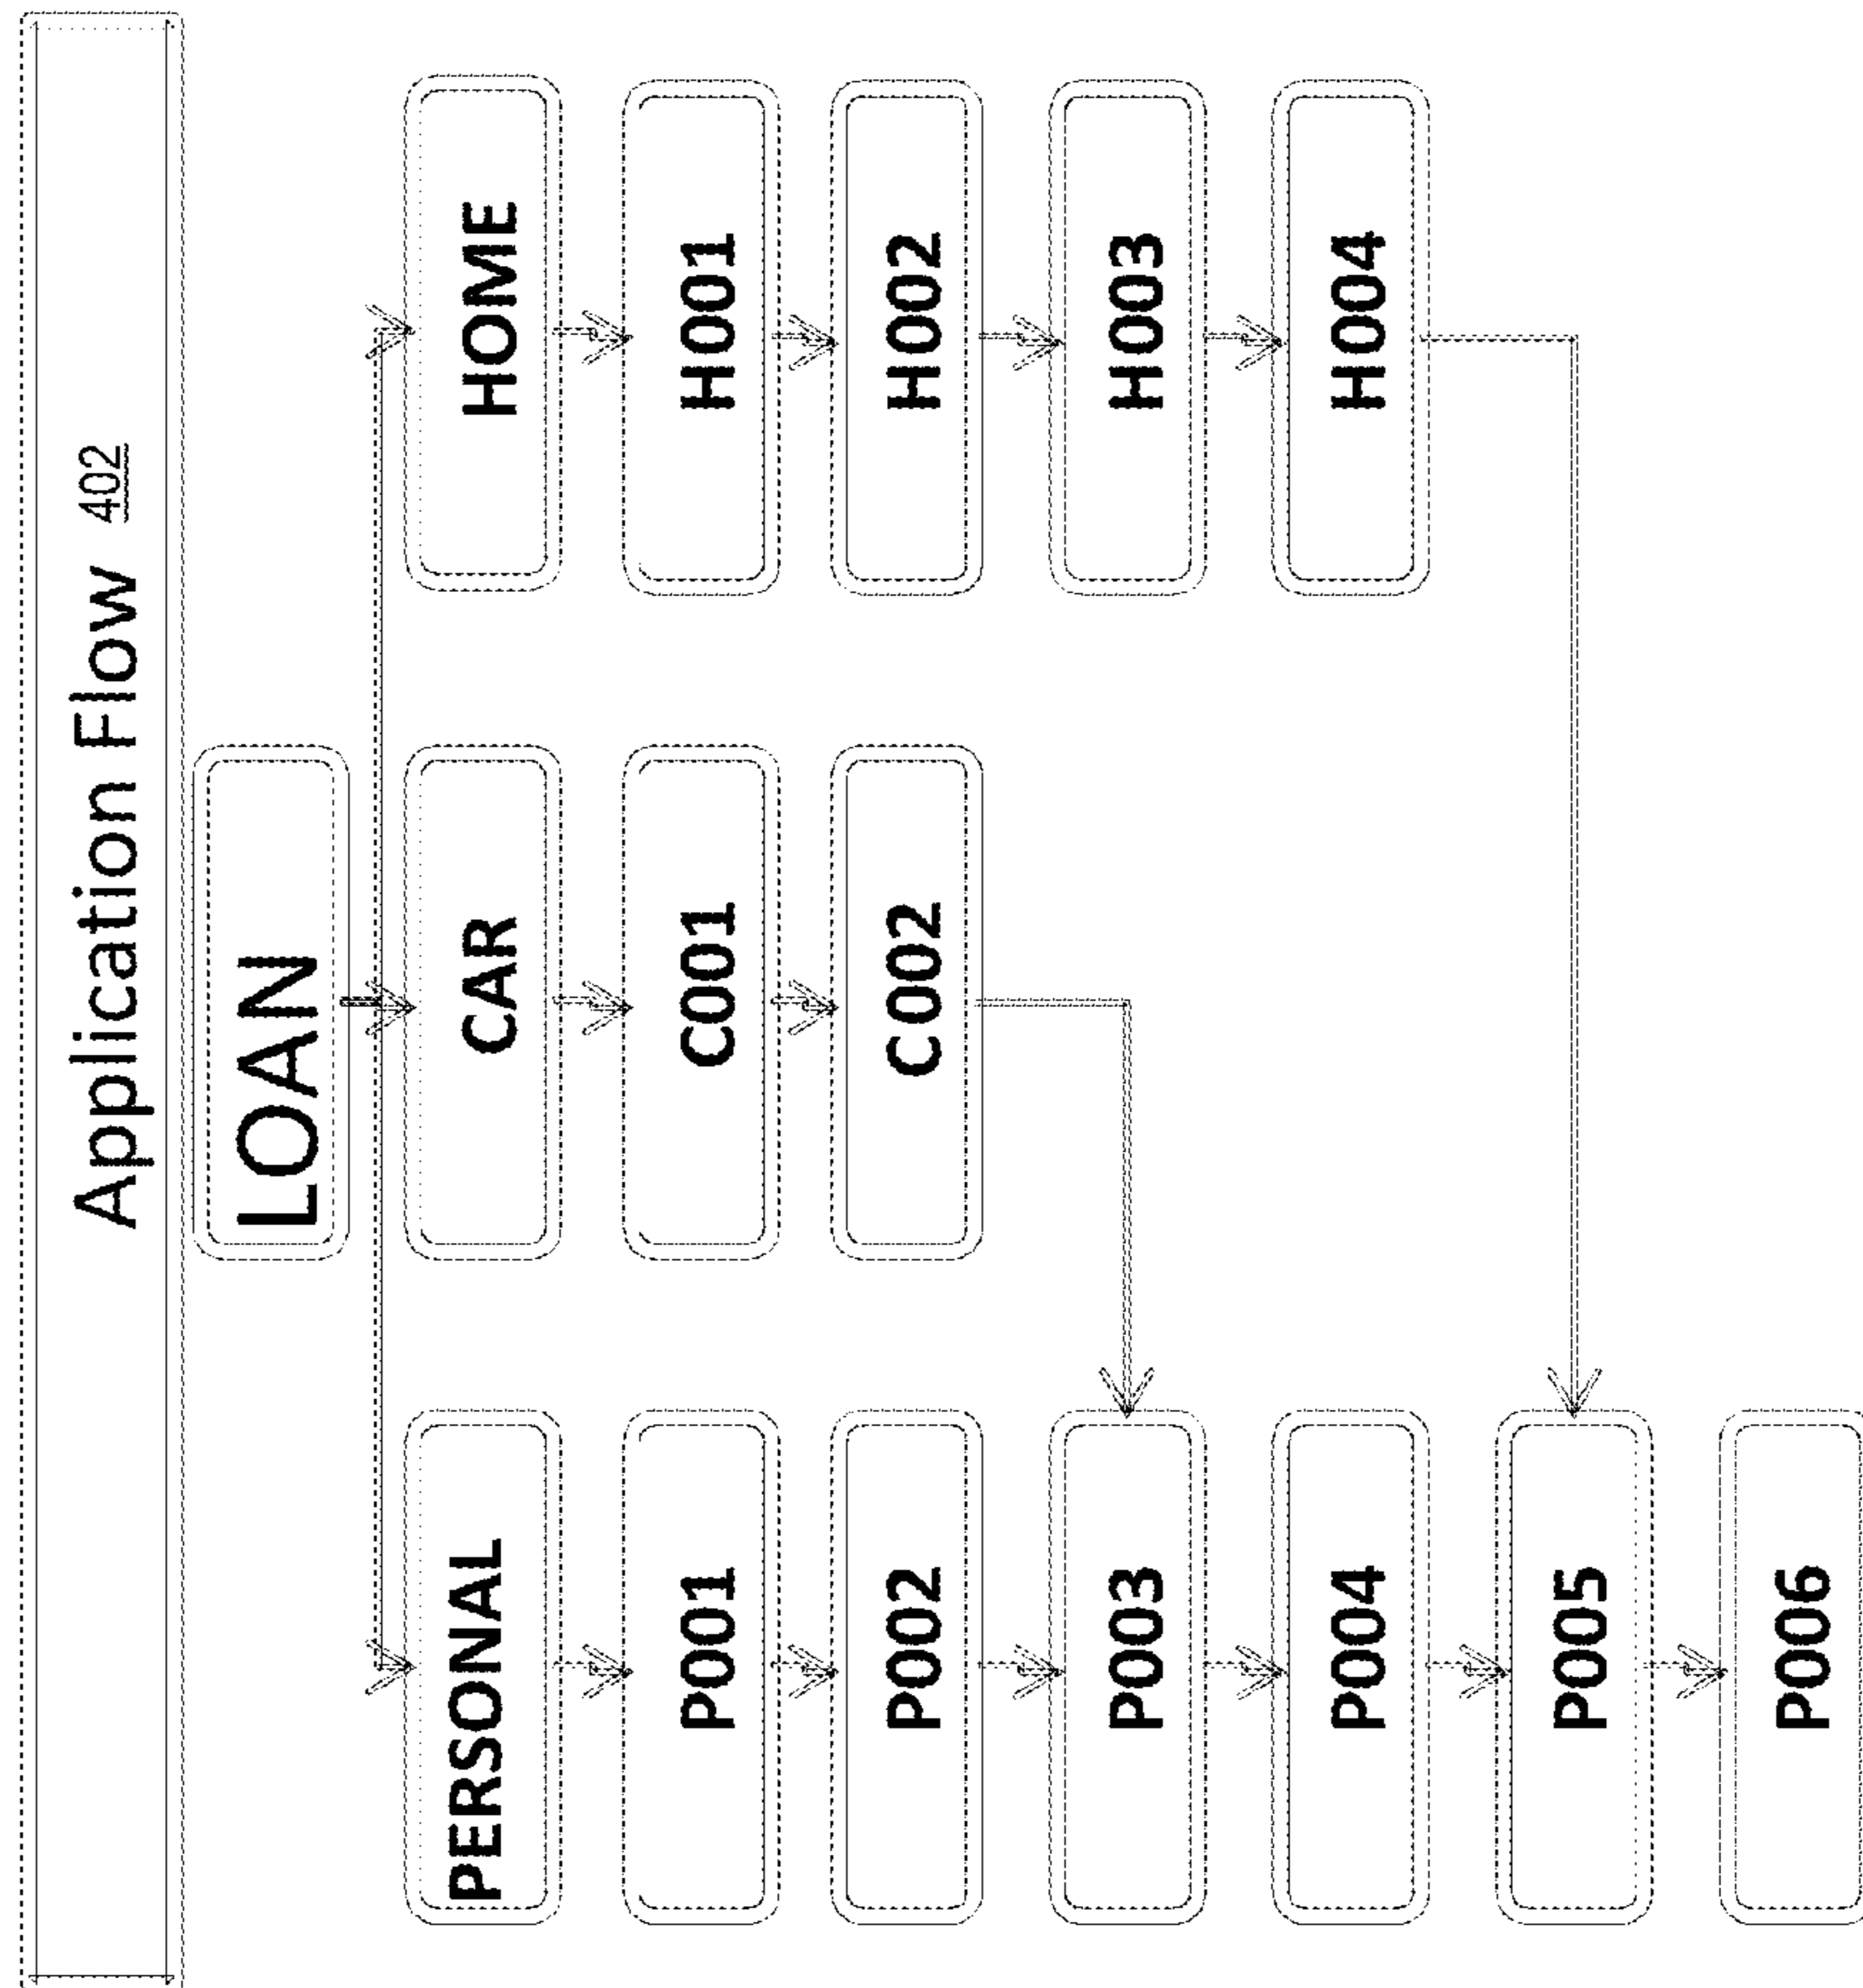 Application Flow 402
LOAN
PERSONAL CAR HOME
P001 C001 H001
P002 C002 H002
P003 H003
P004 H004
P005
P006